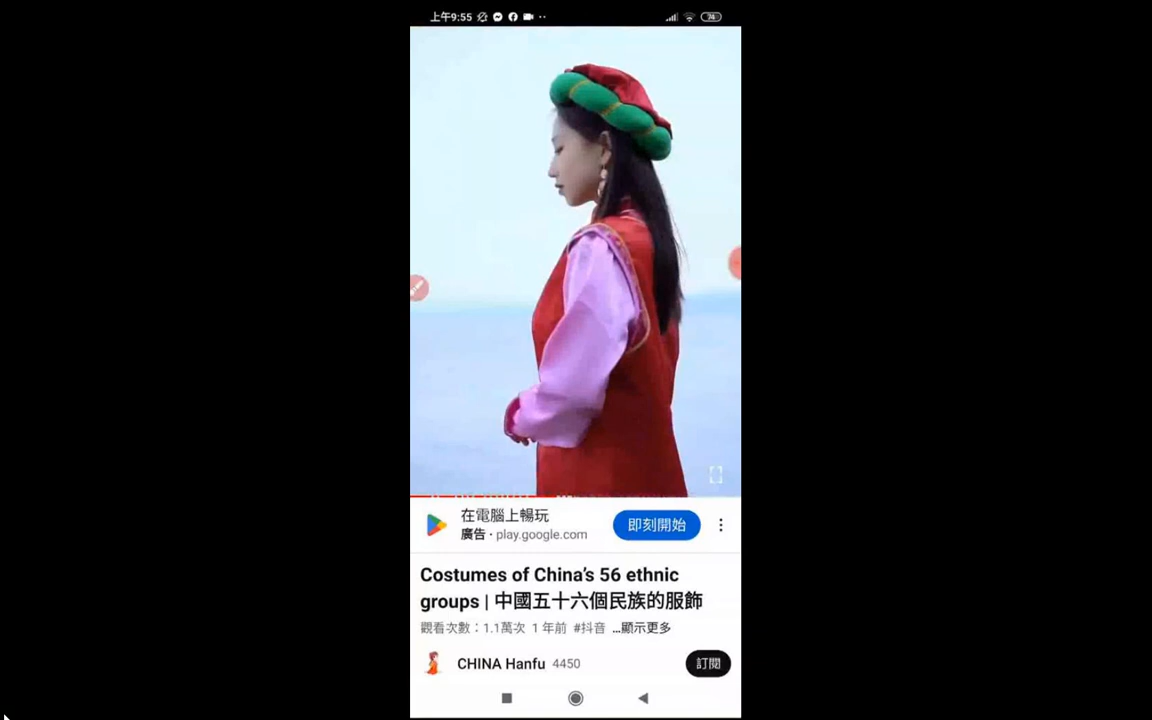 上午9:55
74
在電腦上暢玩
廣告 · play.google.com
即刻開始
Costumes of China's 56 ethnic
groups | 中國五十六個民族的服飾
觀看次數：1.1萬次 1 年前 #抖音 ...顯示更多
CHINA Hanfu 4450
訂閱